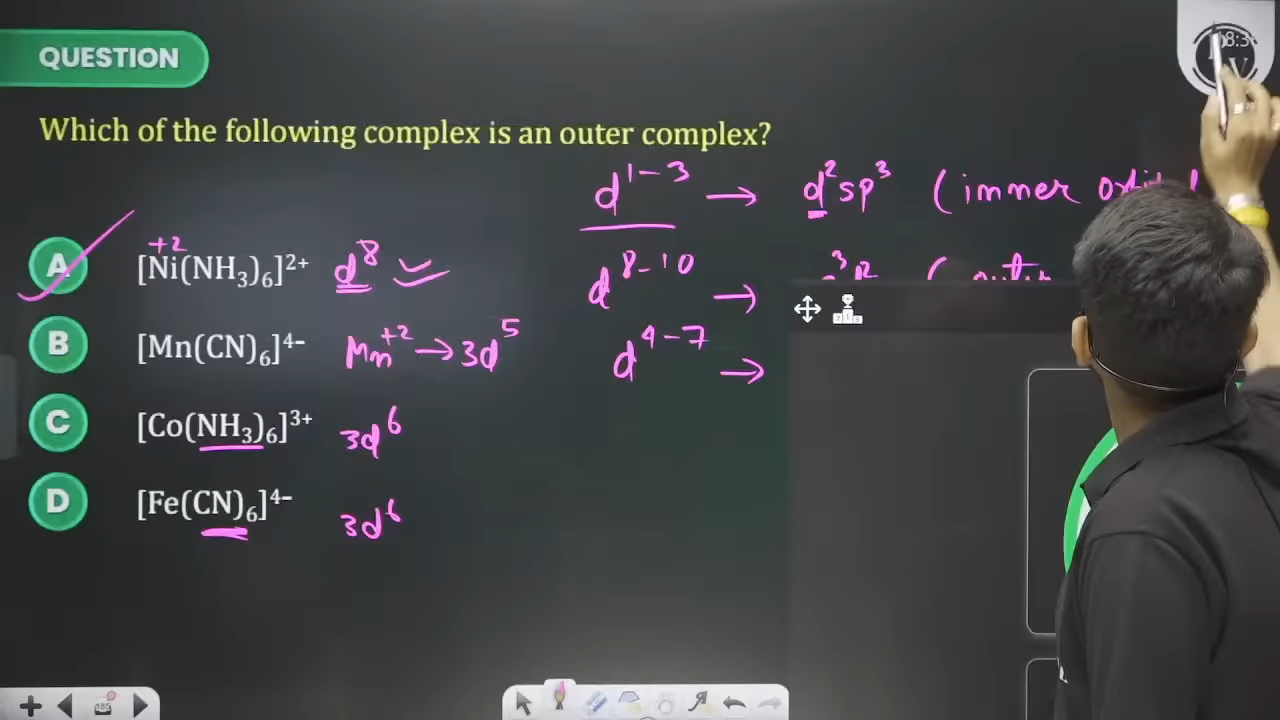 QUESTION
Which of the following complex is an outer complex?
d¹⁻³ → d²sp³ (inner
A [Ni(NH₃)₆]²⁺ +2 d⁸
d⁸⁻¹⁰ →
B [Mn(CN)₆]⁴⁻ Mn⁺² → 3d⁵
d⁴⁻⁷ →
C [Co(NH₃)₆]³⁺ 3d⁶
D [Fe(CN)₆]⁴⁻ 3d⁶
185